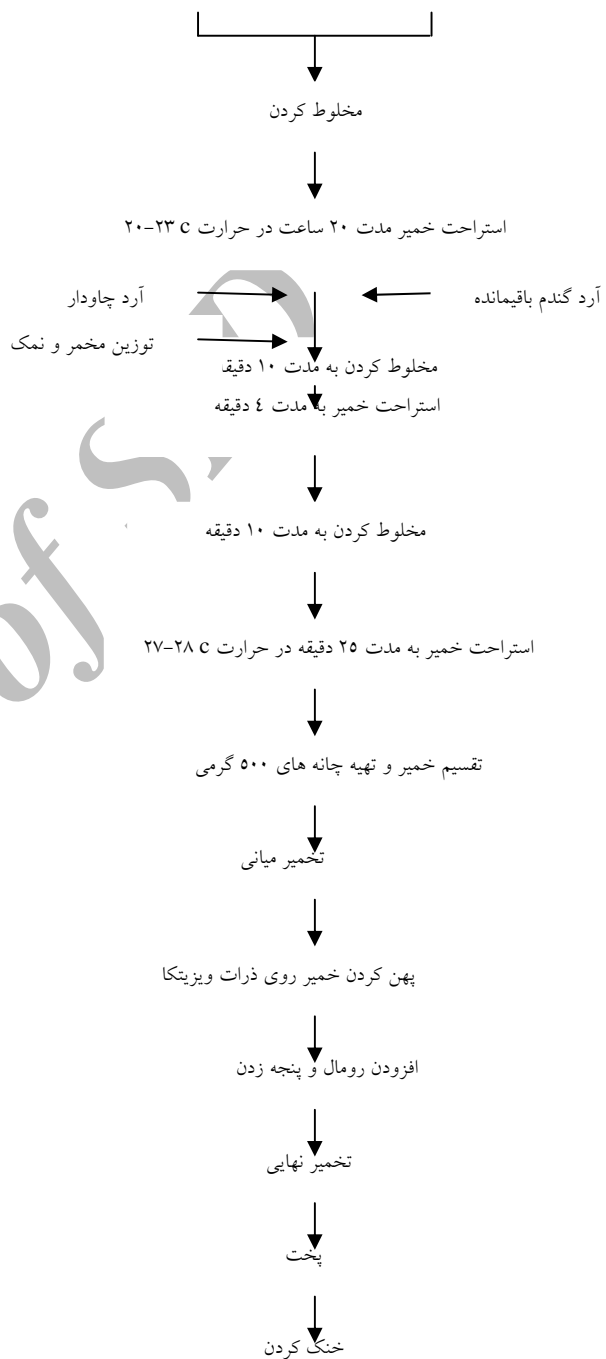 مخلوط کردن
استراحت خمیر مدت ۲۰ ساعت در حرارت ۲۰-۲۳ c
آرد گندم باقیمانده
آرد چاودار
توزین مخمر و نمک
مخلوط کردن به مدت ۱۰ دقیقه
استراحت خمیر به مدت ٤ دقیقه
مخلوط کردن به مدت ۱۰ دقیقه
استراحت خمیر به مدت ۲۵ دقیقه در حرارت ۲۷-۲۸ c
تقسیم خمیر و تهیه چانه های ۵۰۰ گرمی
تخمیر میانی
پهن کردن خمیر روی ذرات ویزیتکا
افزودن رومال و پنجه زدن
تخمیر نهایی
پخت
خنک کردن
of